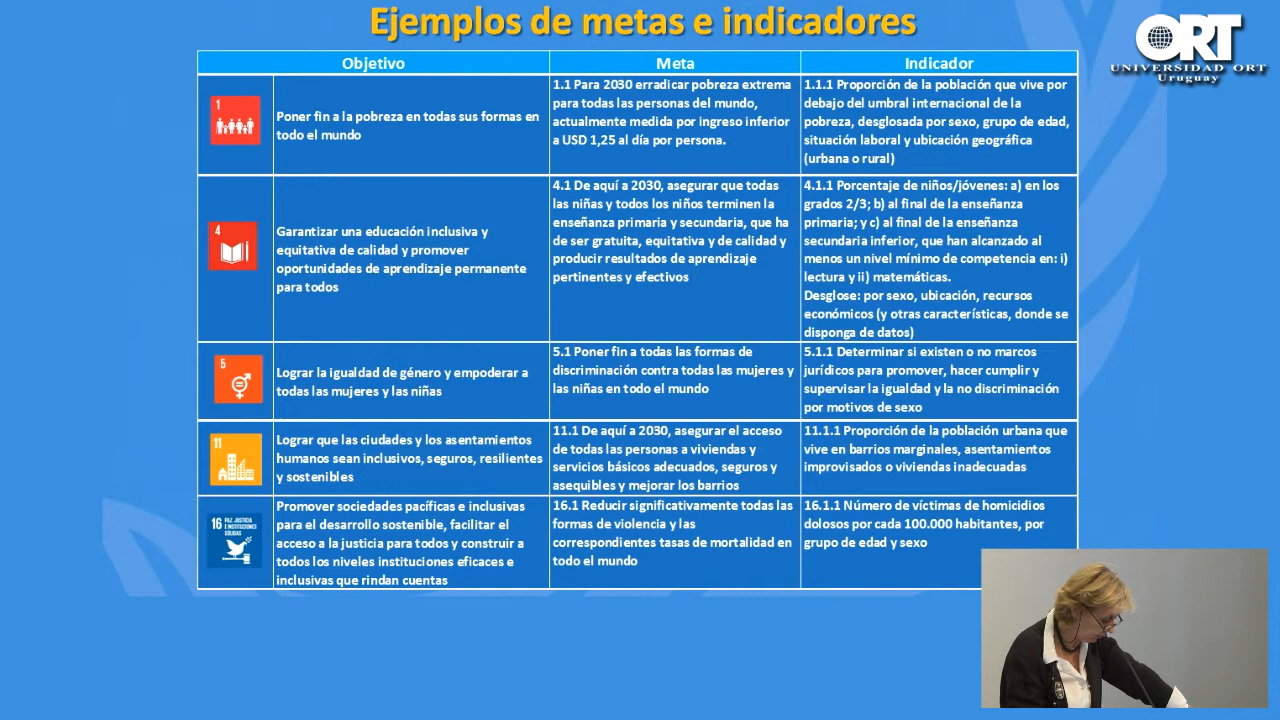 Ejemplos de metas e indicadores
ORT
UNIVERSIDAD ORT
Uruguay
Objetivo
Meta
Indicador
1
Poner fin a la pobreza en todas sus formas en
todo el mundo
1.1 Para 2030 erradicar pobreza extrema
para todas las personas del mundo,
actualmente medida por ingreso inferior
a USD 1,25 al día por persona.
1.1.1 Proporción de la población que vive por
debajo del umbral internacional de la
pobreza, desglosada por sexo, grupo de edad,
situación laboral y ubicación geográfica
(urbana o rural)
4
Garantizar una educación inclusiva y
equitativa de calidad y promover
oportunidades de aprendizaje permanente
para todos
4.1 De aquí a 2030, asegurar que todas
las niñas y todos los niños terminen la
enseñanza primaria y secundaria, que ha
de ser gratuita, equitativa y de calidad y
producir resultados de aprendizaje
pertinentes y efectivos
4.1.1 Porcentaje de niños/jóvenes: a) en los
grados 2/3; b) al final de la enseñanza
primaria; y c) al final de la enseñanza
secundaria inferior, que han alcanzado al
menos un nivel mínimo de competencia en: i)
lectura y ii) matemáticas.
Desglose: por sexo, ubicación, recursos
económicos (y otras características, donde se
disponga de datos)
5
Lograr la igualdad de género y empoderar a
todas las mujeres y las niñas
5.1 Poner fin a todas las formas de
discriminación contra todas las mujeres y
las niñas en todo el mundo
5.1.1 Determinar si existen o no marcos
jurídicos para promover, hacer cumplir y
supervisar la igualdad y la no discriminación
por motivos de sexo
11
Lograr que las ciudades y los asentamientos
humanos sean inclusivos, seguros, resilientes
y sostenibles
11.1 De aquí a 2030, asegurar el acceso
de todas las personas a viviendas y
servicios básicos adecuados, seguros y
asequibles y mejorar los barrios
11.1.1 Proporción de la población urbana que
vive en barrios marginales, asentamientos
improvisados o viviendas inadecuadas
16 PAZ, JUSTICIA
E INSTITUCIONES
SÓLIDAS
Promover sociedades pacíficas e inclusivas
para el desarrollo sostenible, facilitar el
acceso a la justicia para todos y construir a
todos los niveles instituciones eficaces e
inclusivas que rindan cuentas
16.1 Reducir significativamente todas las
formas de violencia y las
correspondientes tasas de mortalidad en
todo el mundo
16.1.1 Número de víctimas de homicidios
dolosos por cada 100.000 habitantes, por
grupo de edad y sexo